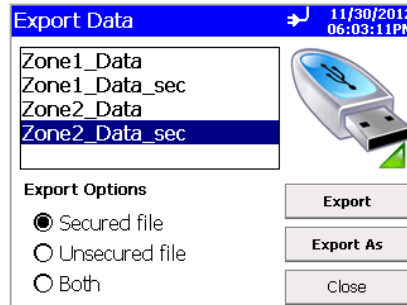 Export Data
11/30/2012
06:03:11PM
Zone1_Data
Zone1_Data_sec
Zone2_Data
Zone2_Data_sec
Export Options
Secured file
Unsecured file
Both
Export
Export As
Close